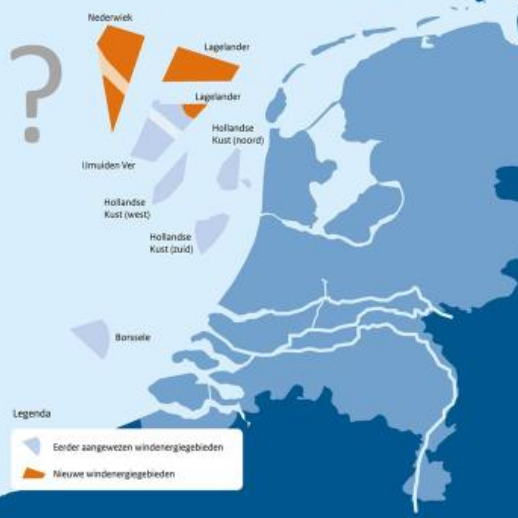 Nederwiek
?
Lagelander
Lagelander
Hollandse
Kust (noord)
IJmuiden Ver
Hollandse
Kust (west)
Hollandse
Kust (zuid)
Borssele
Legenda
Eerder aangewezen windenergiegebieden
Nieuwe windenergiegebieden